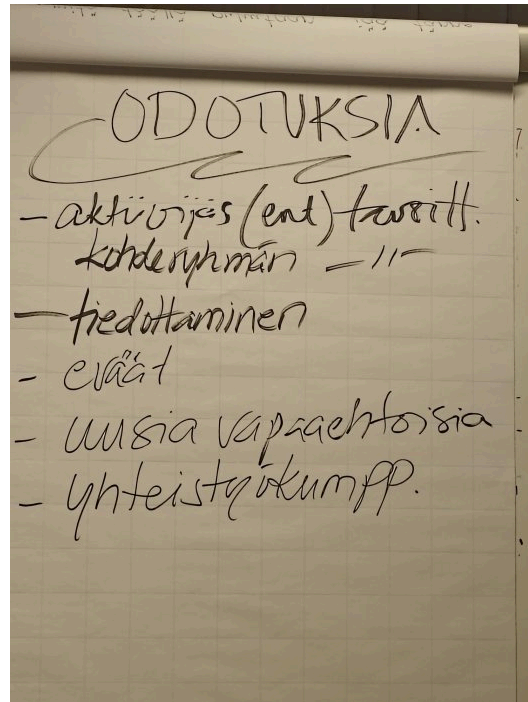 ODOTUKSIA
- aktiivijäs (ent) tavoitt.
kohderyhmän -//-
- tiedottaminen
- eväät
- uusia vapaaehtoisia
- yhteistyökumpp.